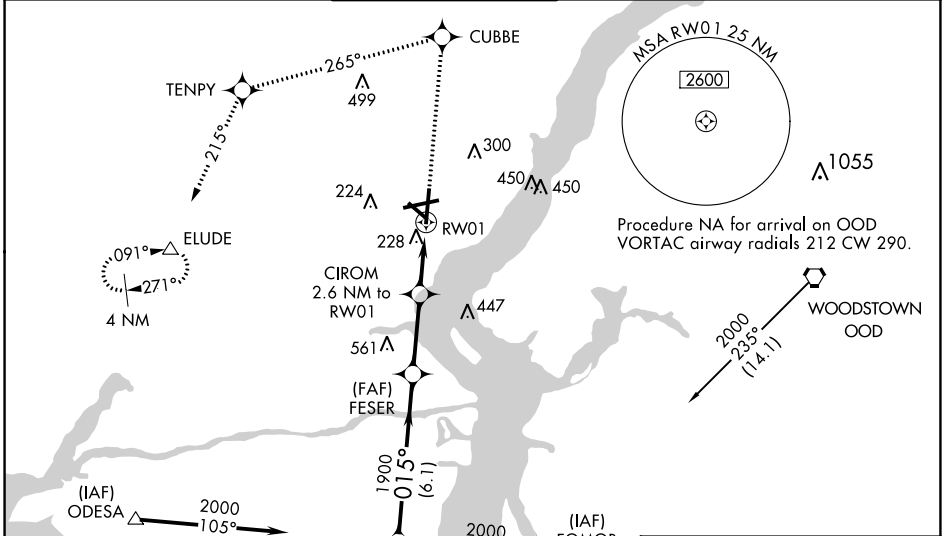 CUBBE
TENPY
265°
499
215°
MSA RW01 25 NM
2600
300
450
450
1055
224
RW01
228
Procedure NA for arrival on OOD
VORTAC airway radials 212 CW 290.
ELUDE
091°
271°
4 NM
CIROM
2.6 NM to
RW01
447
561
WOODSTOWN
OOD
2000
235°
(14.1)
(FAF)
FESER
1900
015°
(6.1)
(IAF)
ODESA
2000
105°
2000
(IAF)